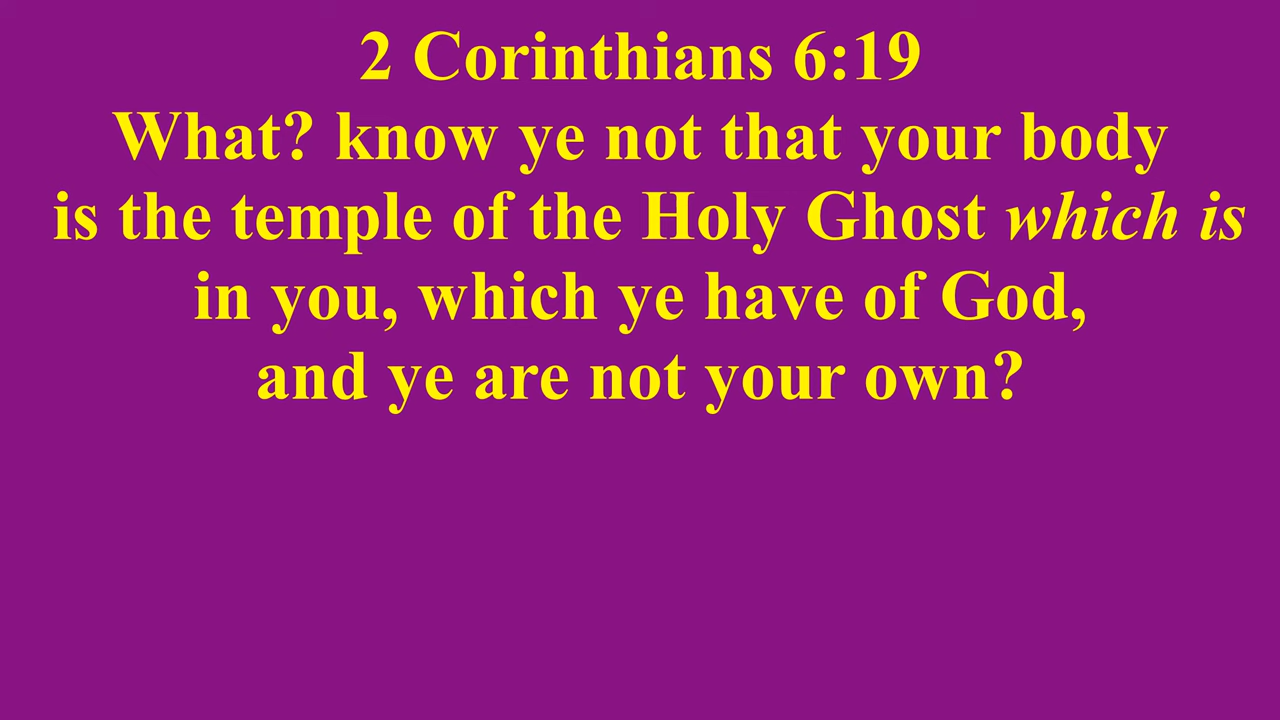 2 Corinthians 6:19
What? know ye not that your body
is the temple of the Holy Ghost which is
in you, which ye have of God,
and ye are not your own?